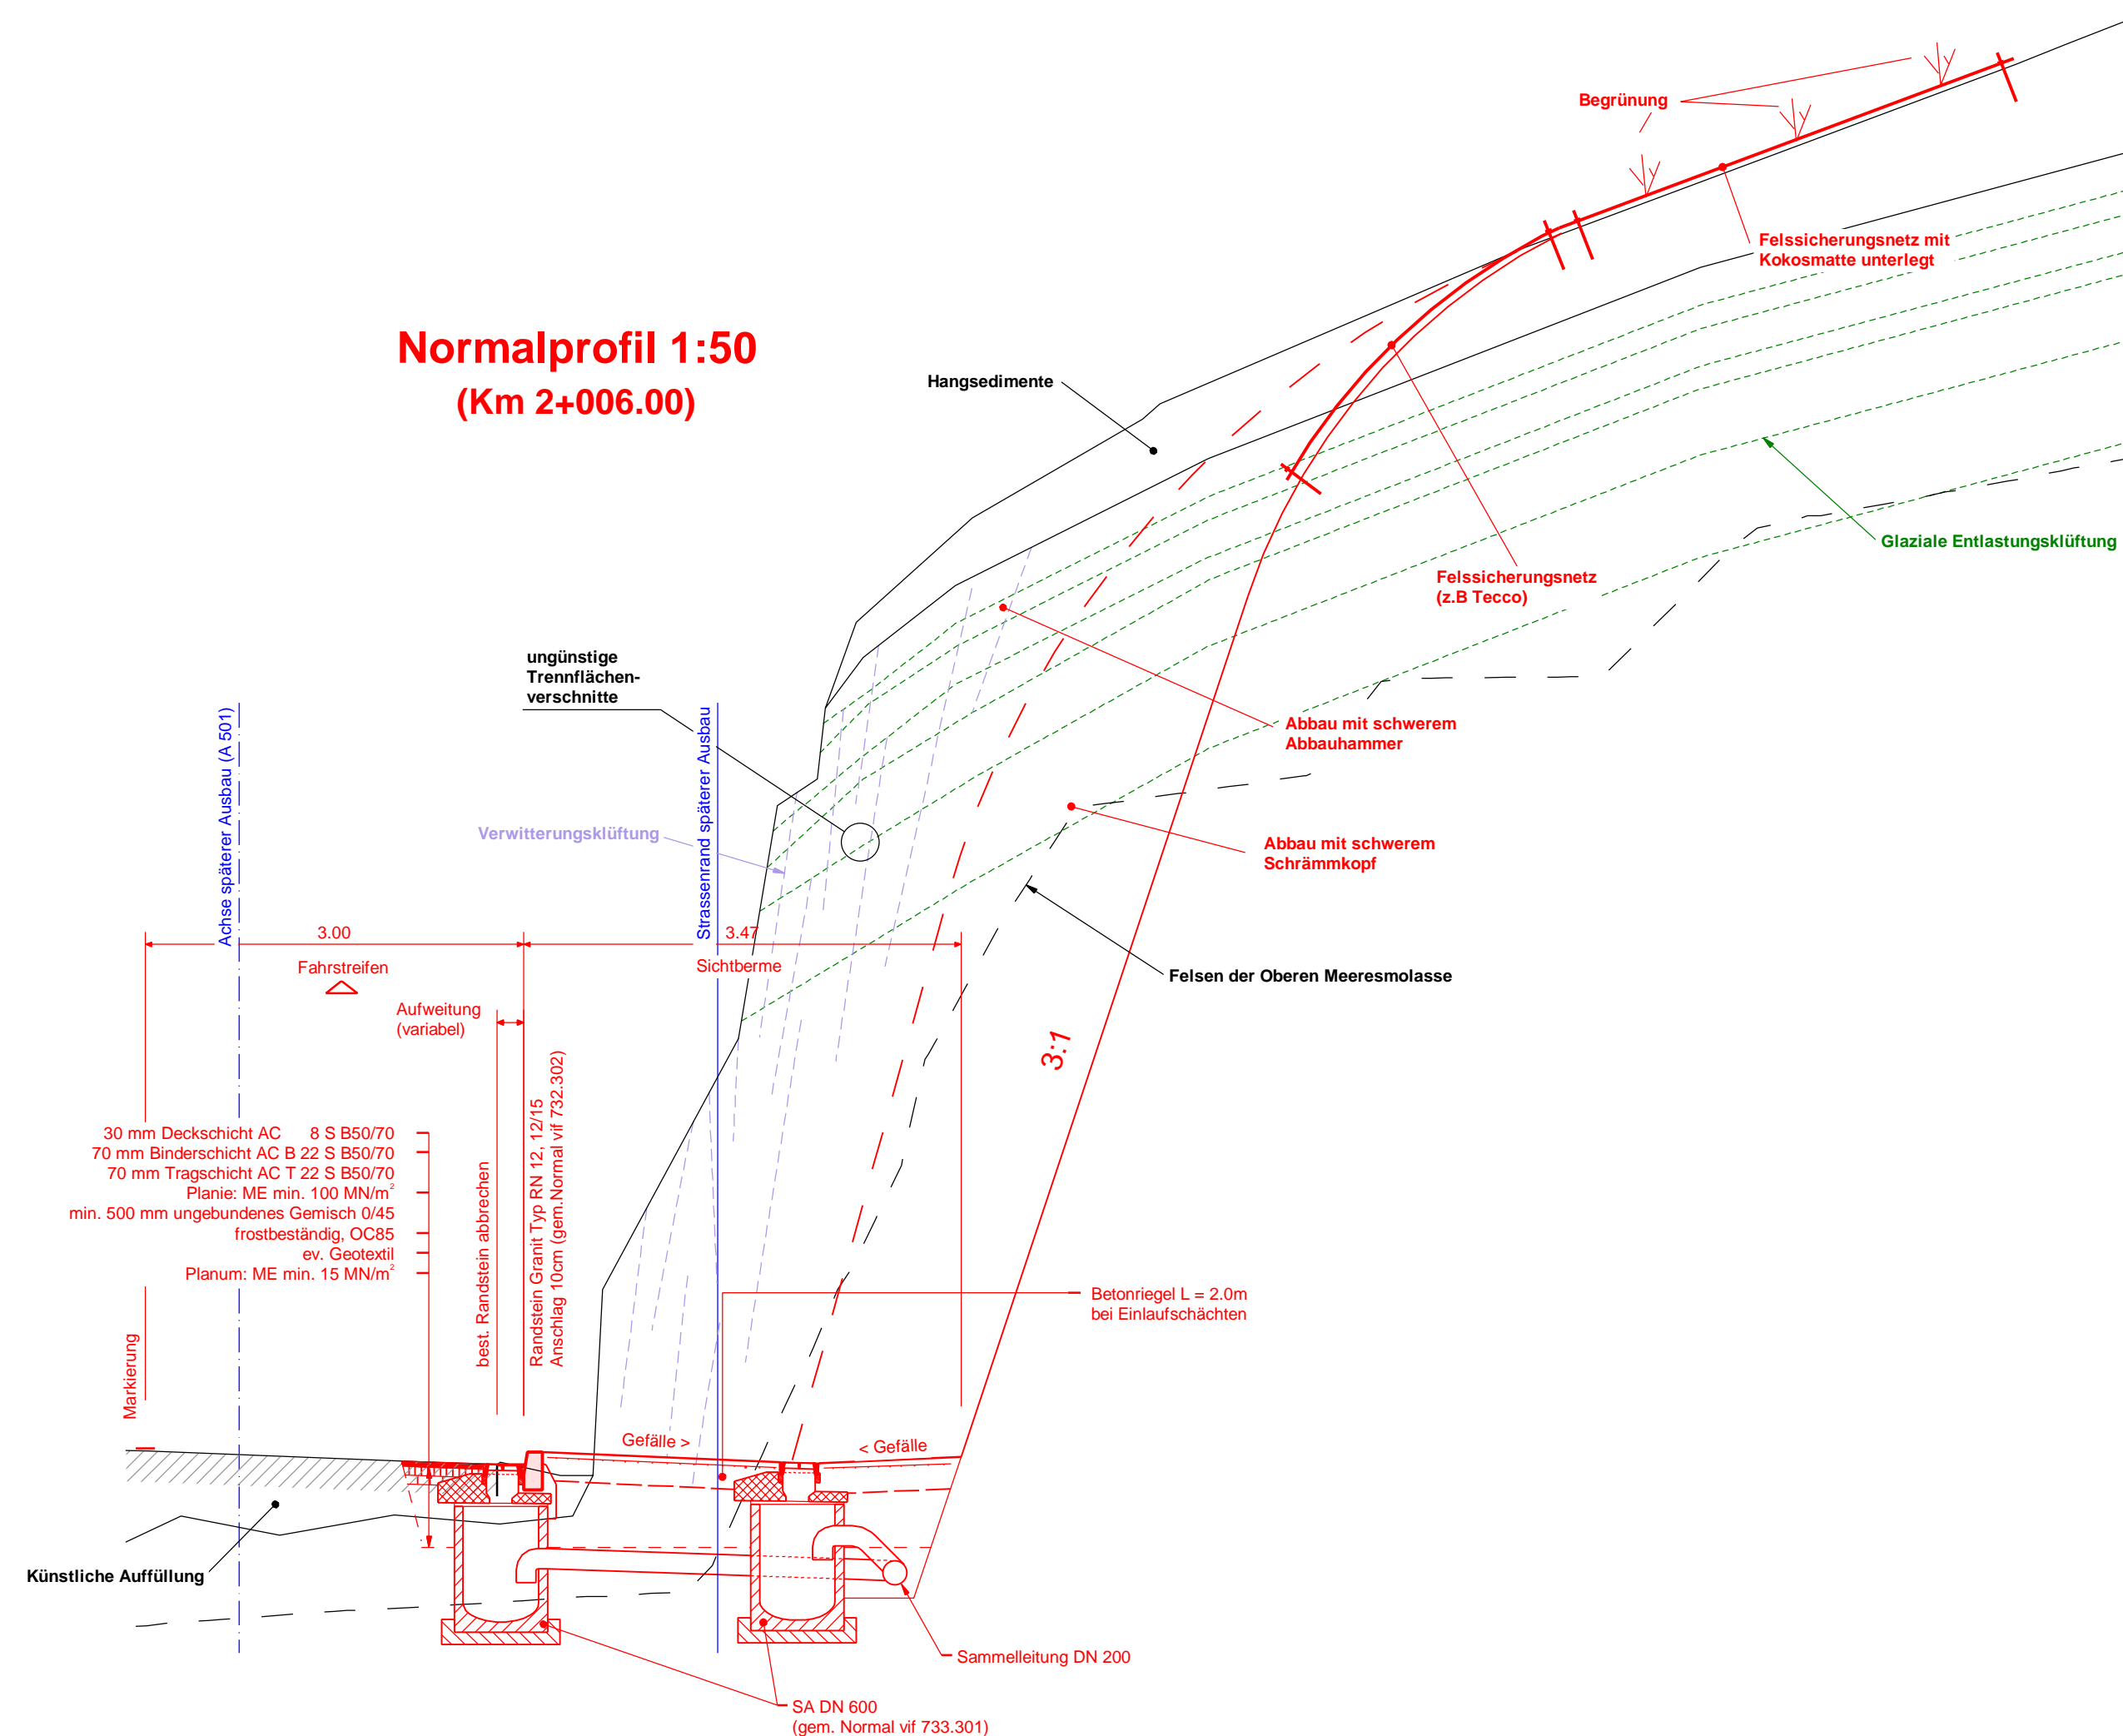 Begrünung
Felssicherungsnetz mit
Kokosmatte unterlegt
Normalprofil 1:50
(Km 2+006.00)
Hangsedimente
Glaziale Entlastungsklüftung
Felssicherungsnetz
(z.B Tecco)
ungünstige
Trennflächen-
verschnitte
Achse späterer Ausbau (A 501)
Strassenrand späterer Ausbau
Abbau mit schwerem
Abbauhammer
Verwitterungsklüftung
Abbau mit schwerem
Schrämmkopf
3.00
3.47
Fahrstreifen
Sichtberme
Felsen der Oberen Meeresmolasse
Aufweitung
(variabel)
3:1
30 mm Deckschicht AC 8 S B50/70
70 mm Binderschicht AC B 22 S B50/70
70 mm Tragschicht AC T 22 S B50/70
Planie: ME min. 100 MN/m²
min. 500 mm ungebundenes Gemisch 0/45
frostbeständig, OC85
ev. Geotextil
Planum: ME min. 15 MN/m²
Markierung
best. Randstein abbrechen
Randstein Granit Typ RN 12, 12/15
Anschlag 10cm (gem.Normal vif 732.302)
Betonriegel L = 2.0m
bei Einlaufschächten
Gefälle >
< Gefälle
Künstliche Auffüllung
Sammelleitung DN 200
SA DN 600
(gem. Normal vif 733.301)